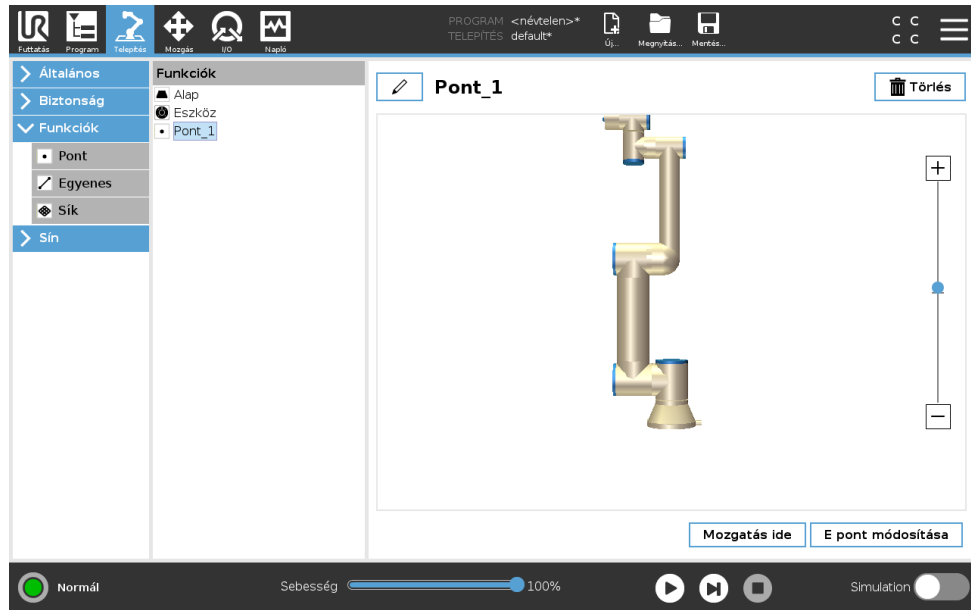 UR
Futtatás
Program
Telepítés
Mozgás
I/O
Napló
PROGRAM <névtelen>*
TELEPÍTÉS default*
Új...
Megnyitás...
Mentés...
C C
C C
Általános
Biztonság
Funkciók
Pont
Egyenes
Sík
Sín
Funkciók
Alap
Eszköz
Pont_1
Pont_1
Törlés
Mozgatás ide
E pont módosítása
Normál
Sebesség
100%
Simulation